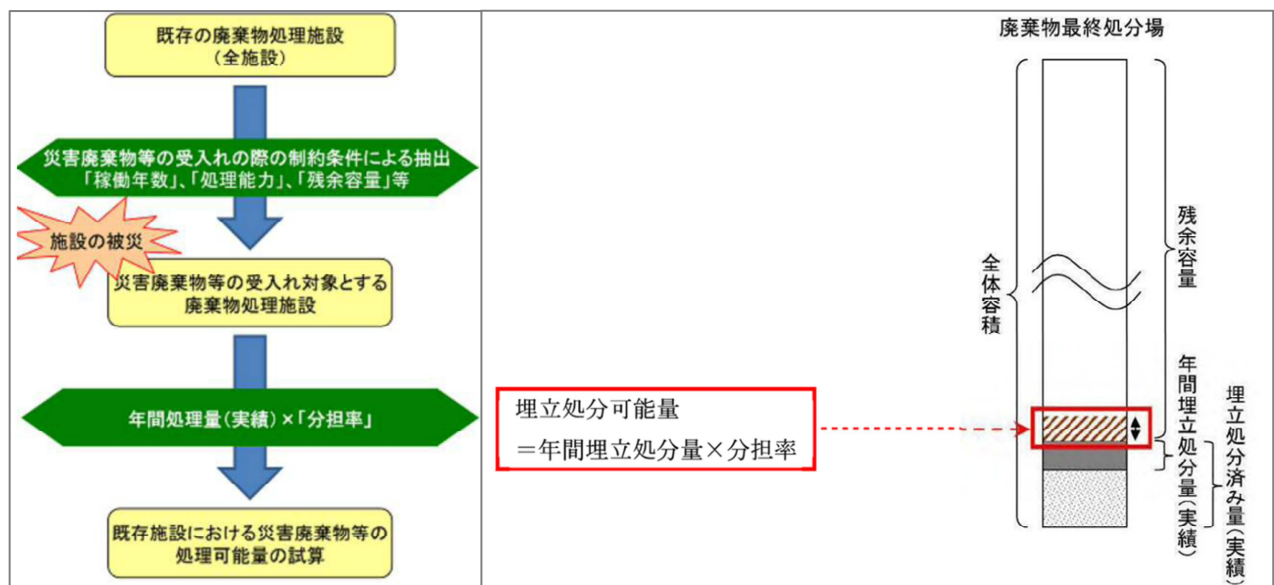 既存の廃棄物処理施設
(全施設)
災害廃棄物等の受入れの際の制約条件による抽出
「稼働年数」、「処理能力」、「残余容量」等
施設の被災
災害廃棄物等の受入れ対象とする
廃棄物処理施設
年間処理量(実績)×「分担率」
既存施設における災害廃棄物等の
処理可能量の試算
埋立処分可能量
＝年間埋立処分量×分担率
廃棄物最終処分場
全体容積
残余容量
年間埋立処分量(実績)
埋立処分済み量(実績)